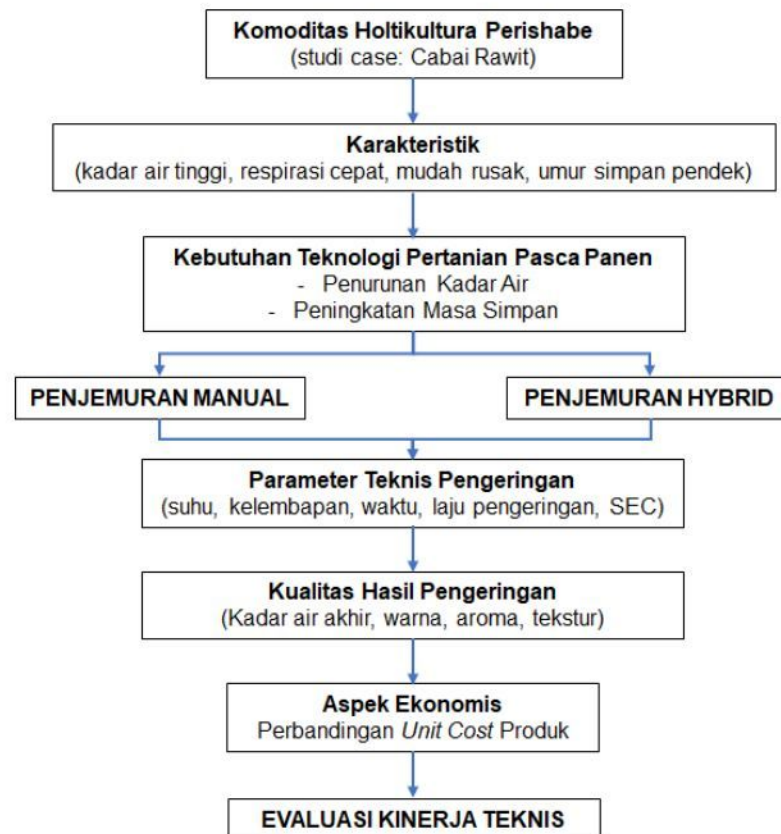 Komoditas Holtikultura Perishabe
(studi case: Cabai Rawit)
Karakteristik
(kadar air tinggi, respirasi cepat, mudah rusak, umur simpan pendek)
Kebutuhan Teknologi Pertanian Pasca Panen
- Penurunan Kadar Air
- Peningkatan Masa Simpan
PENJEMURAN MANUAL
PENJEMURAN HYBRID
Parameter Teknis Pengeringan
(suhu, kelembapan, waktu, laju pengeringan, SEC)
Kualitas Hasil Pengeringan
(Kadar air akhir, warna, aroma, tekstur)
Aspek Ekonomis
Perbandingan Unit Cost Produk
EVALUASI KINERJA TEKNIS